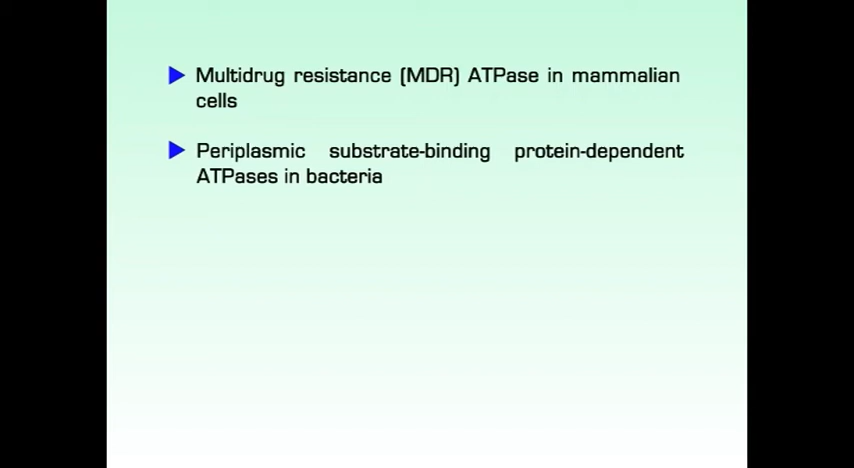 Multidrug resistance (MDR) ATPase in mammalian
cells
Periplasmic substrate-binding protein-dependent
ATPases in bacteria